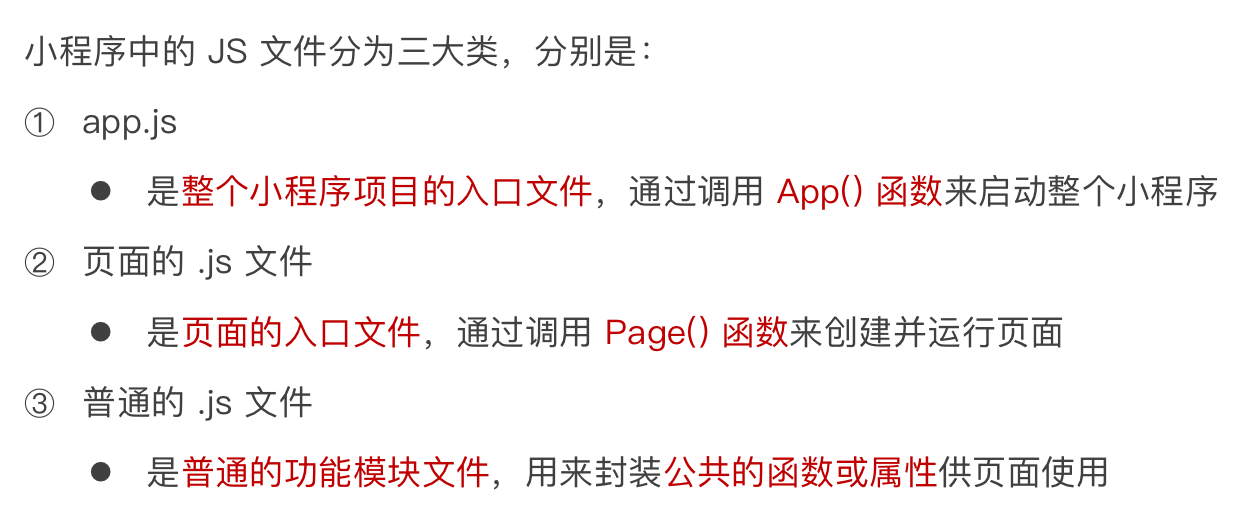 小程序中的 JS 文件分为三大类，分别是：
① app.js
● 是整个小程序项目的入口文件，通过调用 App() 函数来启动整个小程序
② 页面的 .js 文件
● 是页面的入口文件，通过调用 Page() 函数来创建并运行页面
③ 普通的 .js 文件
● 是普通的功能模块文件，用来封装公共的函数或属性供页面使用